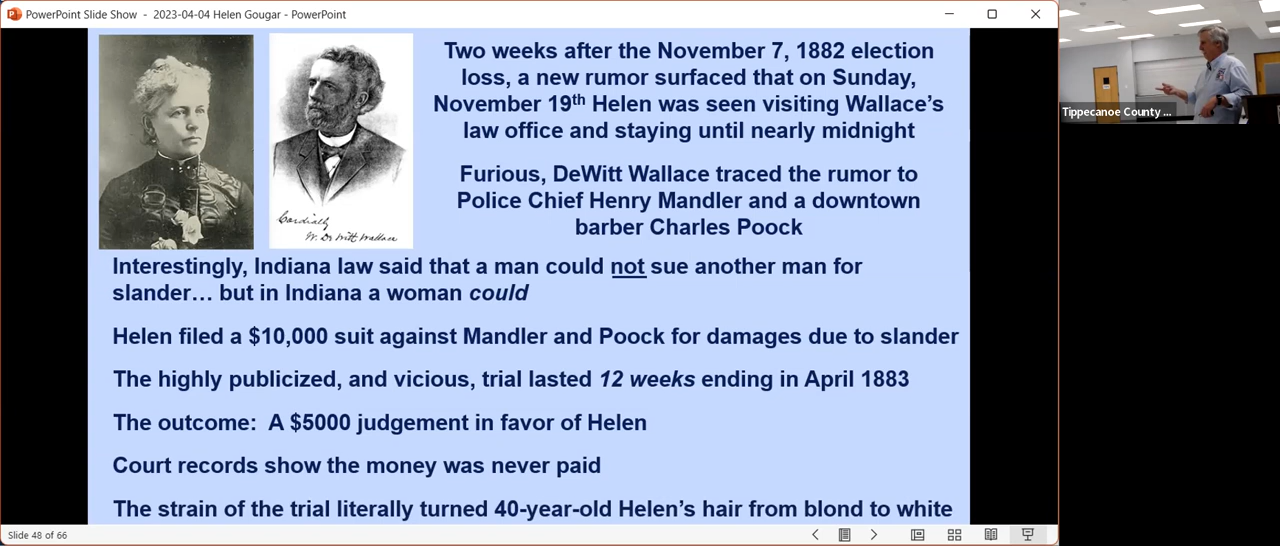 PowerPoint Slide Show - 2023-04-04 Helen Gougar - PowerPoint
Two weeks after the November 7, 1882 election
loss, a new rumor surfaced that on Sunday,
November 19th Helen was seen visiting Wallace's
law office and staying until nearly midnight
Furious, DeWitt Wallace traced the rumor to
Police Chief Henry Mandler and a downtown
barber Charles Poock
Cordially
W. De Witt Wallace
Interestingly, Indiana law said that a man could not sue another man for
slander… but in Indiana a woman could
Helen filed a $10,000 suit against Mandler and Poock for damages due to slander
The highly publicized, and vicious, trial lasted 12 weeks ending in April 1883
The outcome: A $5000 judgement in favor of Helen
Court records show the money was never paid
The strain of the trial literally turned 40-year-old Helen's hair from blond to white
Slide 48 of 66
Tippecanoe County ...